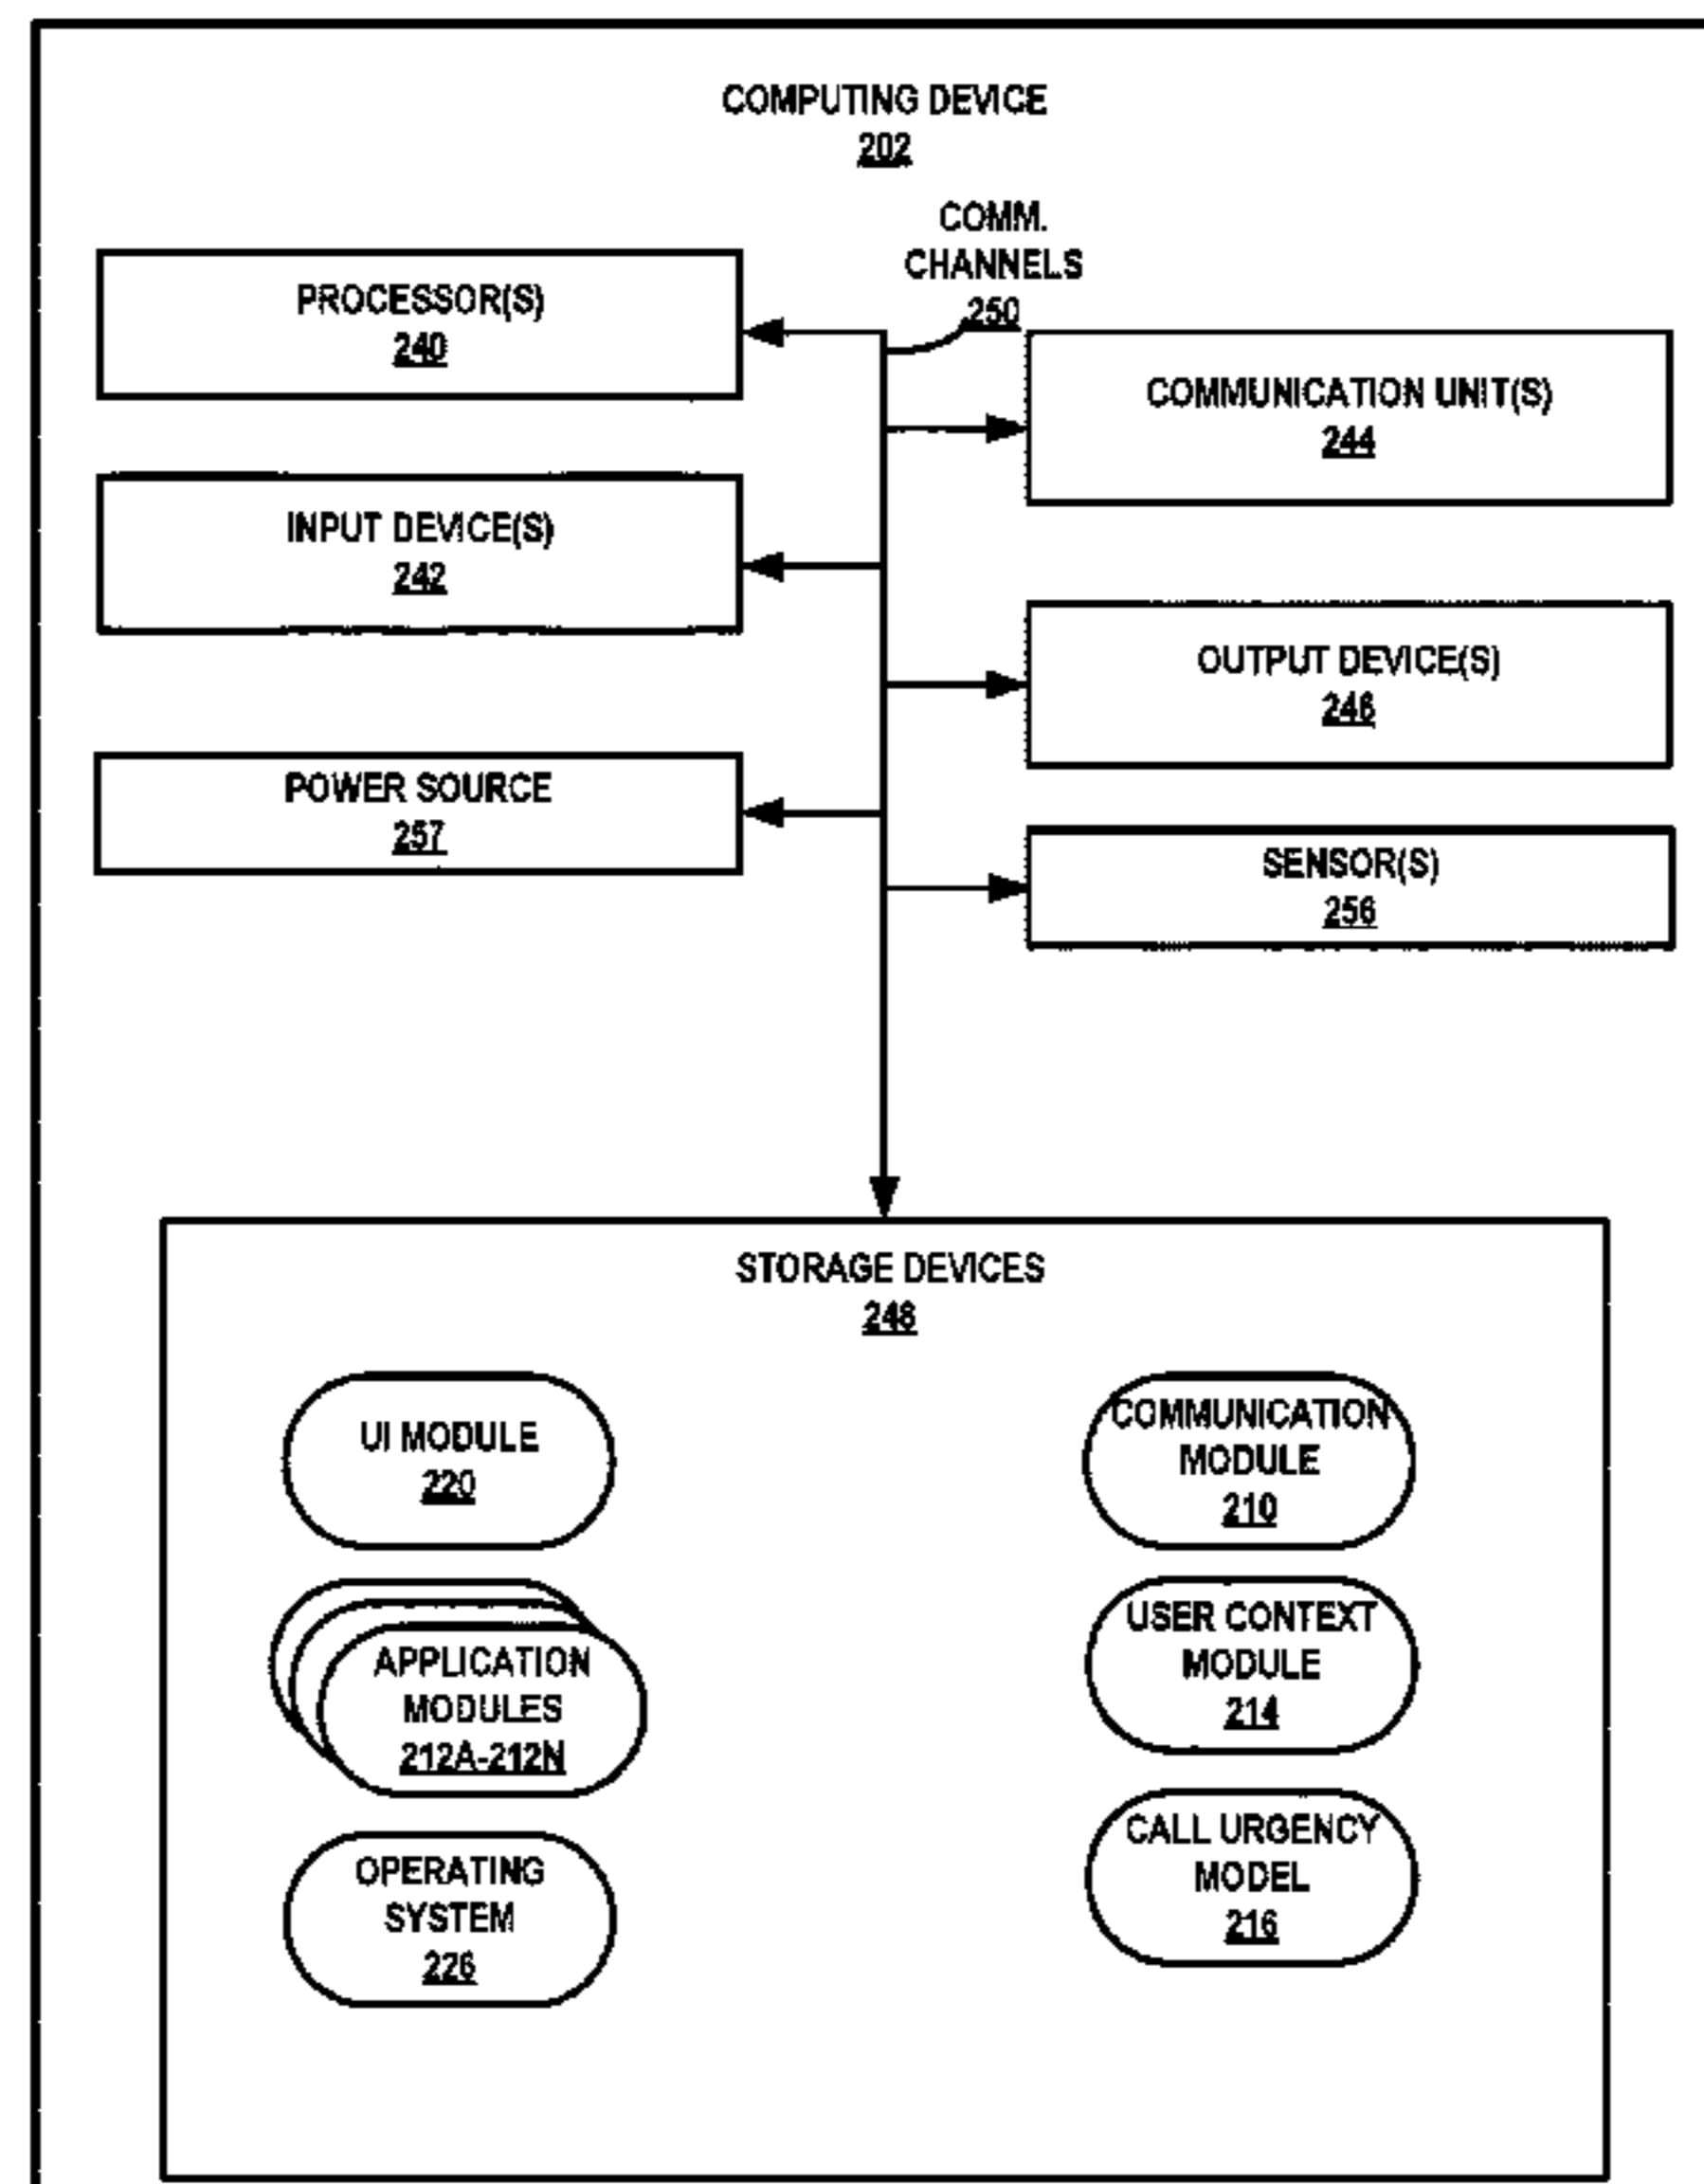 COMPUTING DEVICE
202
COMM.
CHANNELS
250
PROCESSOR(S)
240
COMMUNICATION UNIT(S)
244
INPUT DEVICE(S)
242
OUTPUT DEVICE(S)
246
POWER SOURCE
257
SENSOR(S)
256
STORAGE DEVICES
248
UI MODULE
220
COMMUNICATION
MODULE
210
APPLICATION
MODULES
212A-212N
USER CONTEXT
MODULE
214
OPERATING
SYSTEM
226
CALL URGENCY
MODEL
216